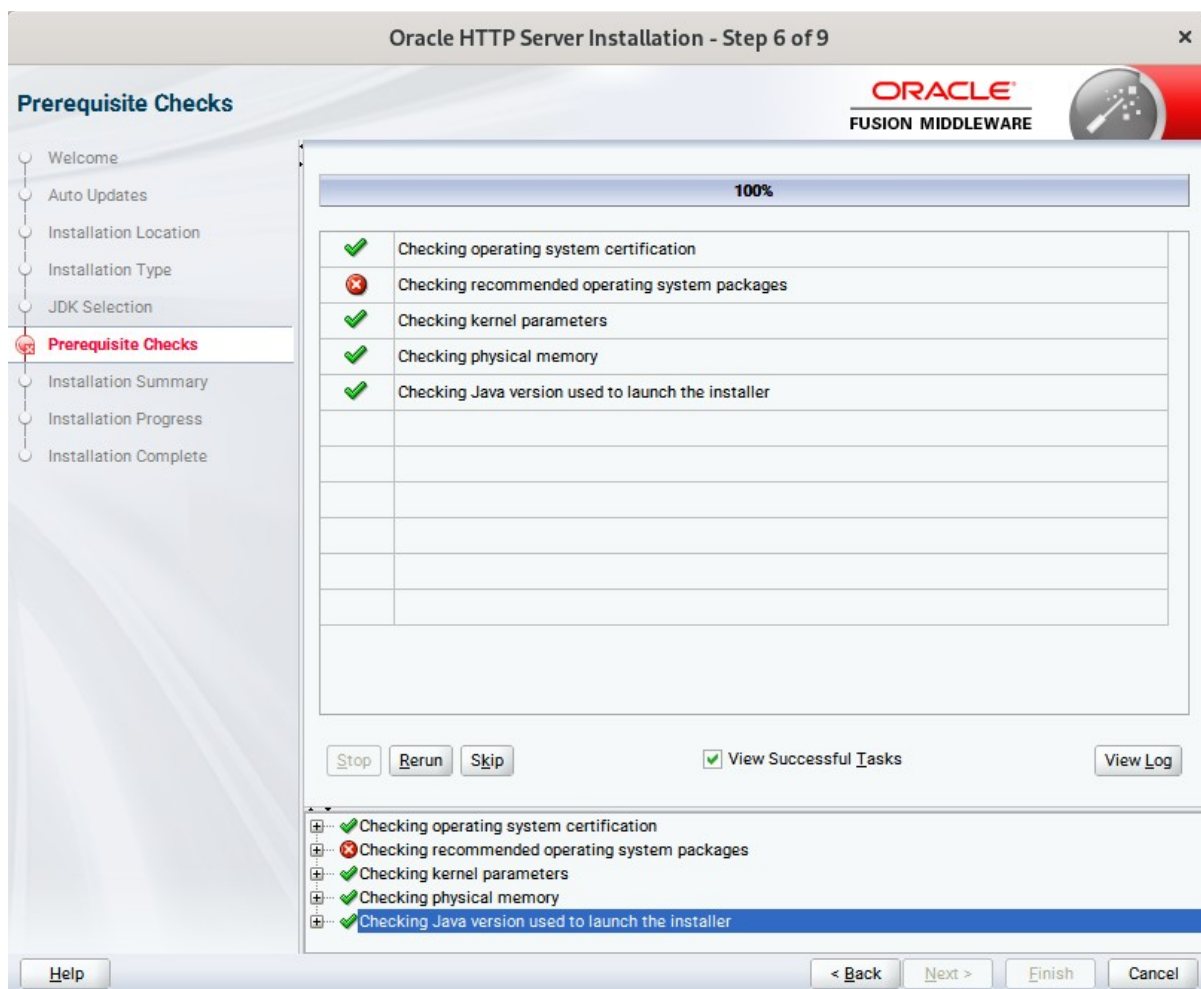 Oracle HTTP Server Installation - Step 6 of 9
Prerequisite Checks
ORACLE
FUSION MIDDLEWARE
Welcome
Auto Updates
Installation Location
Installation Type
JDK Selection
Prerequisite Checks
Installation Summary
Installation Progress
Installation Complete
100%
Checking operating system certification
Checking recommended operating system packages
Checking kernel parameters
Checking physical memory
Checking Java version used to launch the installer
Stop Rerun Skip View Successful Tasks View Log
Checking operating system certification
Checking recommended operating system packages
Checking kernel parameters
Checking physical memory
Checking Java version used to launch the installer
Help < Back Next > Finish Cancel